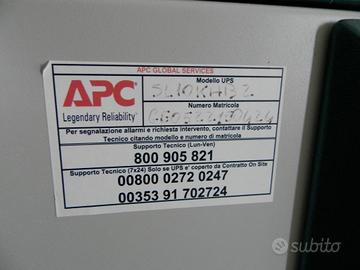 APC GLOBAL SERVICES
Modello UPS
APC
SL10KHB2
Numero Matricola
Legendary Reliability™
Per segnalazione allarmi e richiesta intervento, contattare il Supporto
Tecnico citando modello e numero di matricola
Supporto Tecnico (Lun-Ven)
800 905 821
Supporto Tecnico (7x24) Solo se UPS e' coperto da Contratto On Site
00800 0272 0247
00353 91 702724
subito